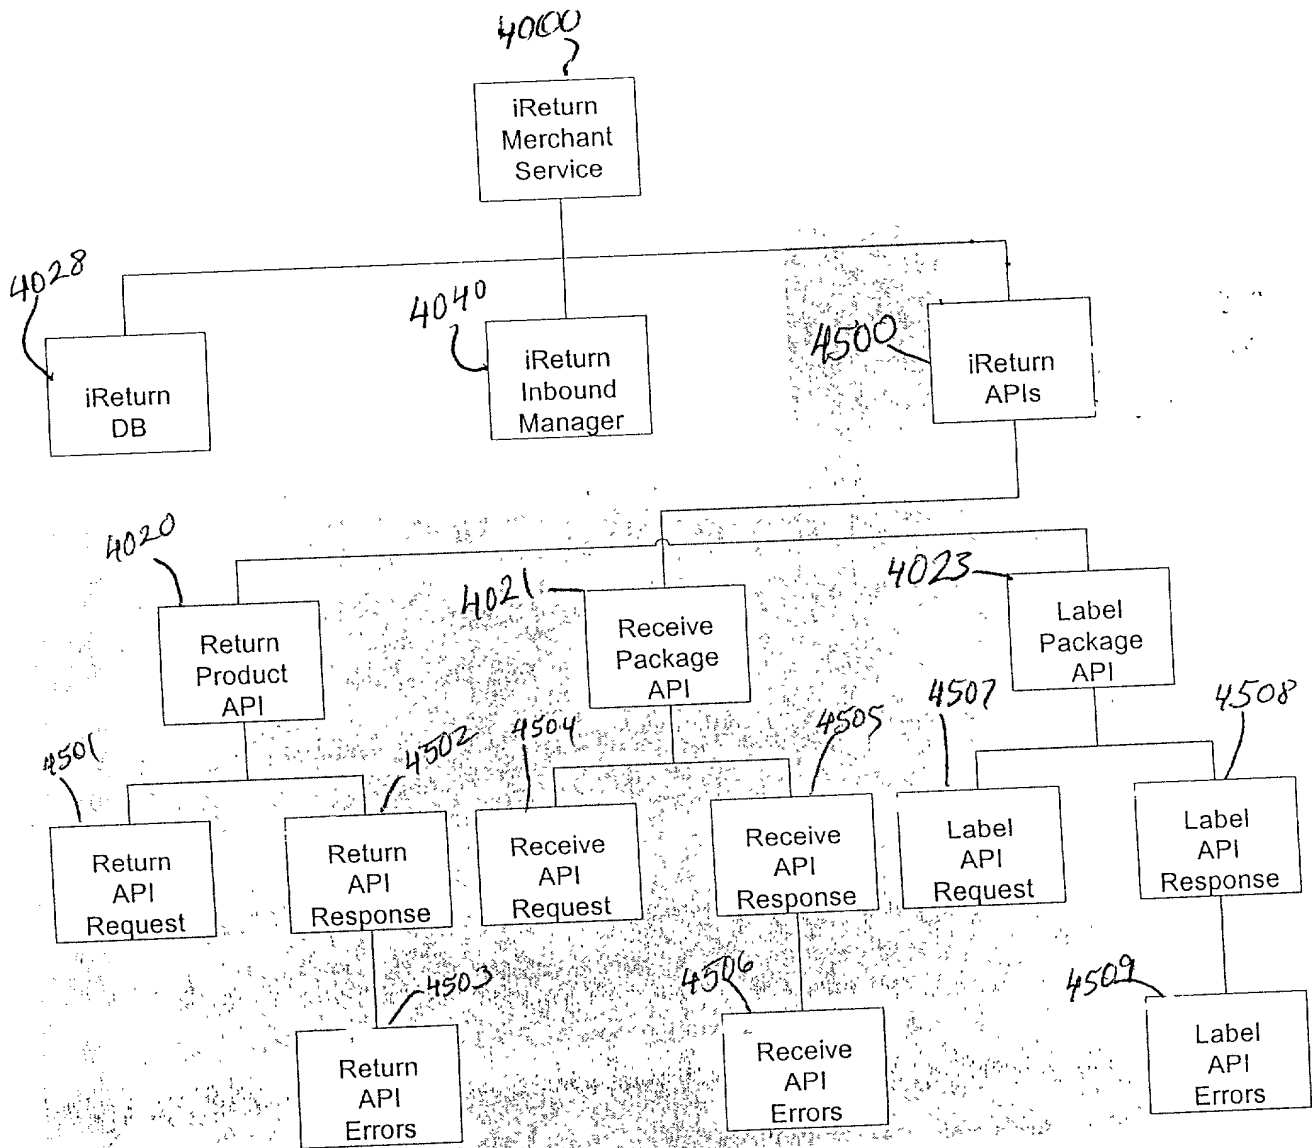 4000
iReturn
Merchant
Service
4028
4040
4500
iReturn
DB
iReturn
Inbound
Manager
iReturn
APIs
4020
4021
4023
Return
Product
API
Receive
Package
API
Label
Package
API
4501
4502
4504
4505
4507
4508
Return
API
Request
Return
API
Response
Receive
API
Request
Receive
API
Response
Label
API
Request
Label
API
Response
4503
4506
4509
Return
API
Errors
Receive
API
Errors
Label
API
Errors